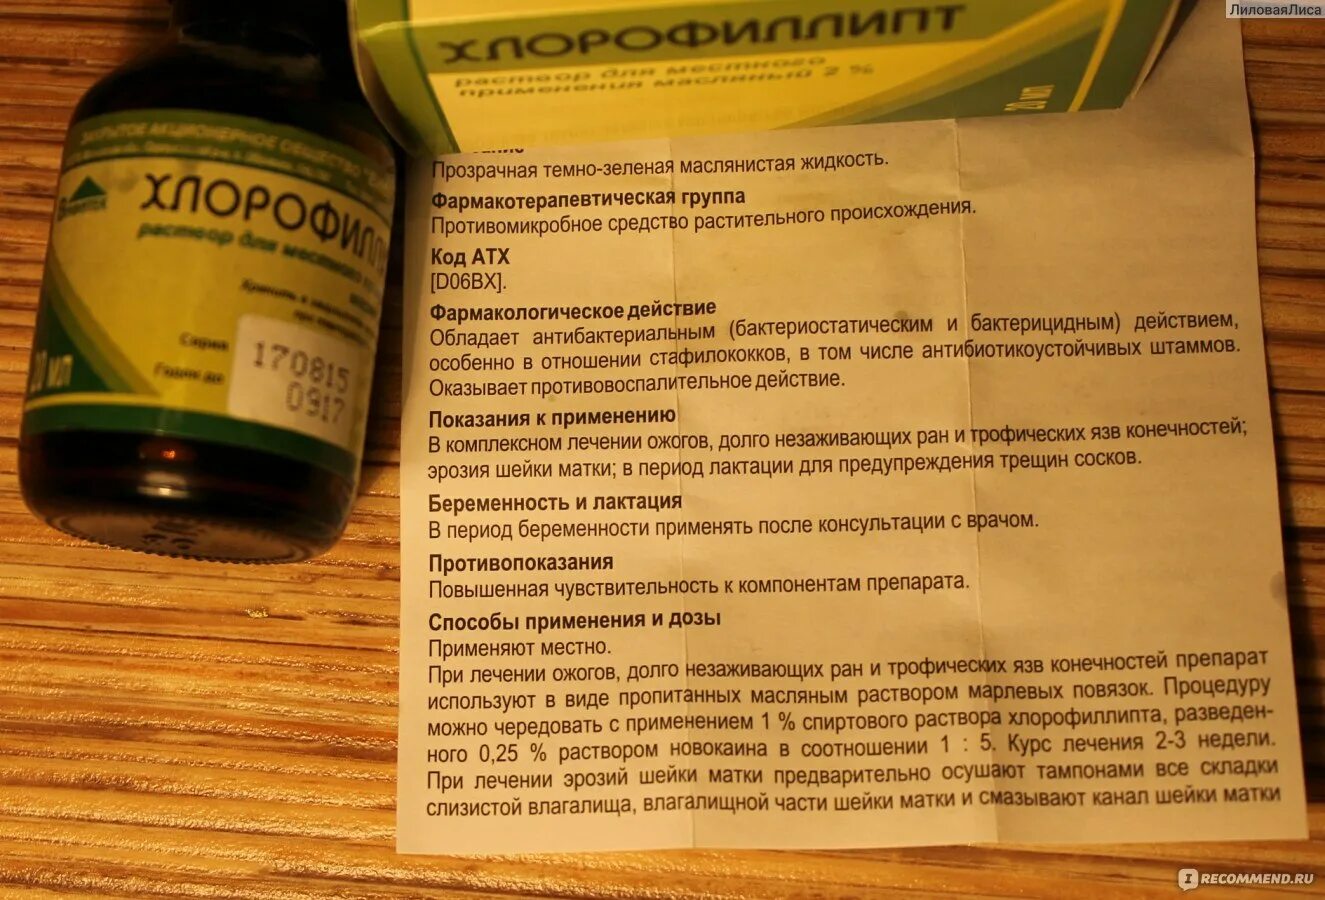 ЛиловаяЛиса
ХЛОРОФИЛЛИПТ
раствор для местного
применения масляный 2 %
20 мл
ЗАКРЫТОЕ АКЦИОНЕРНОЕ ОБЩЕСТВО
ХЛОРОФИЛЛ
раствор для местного
Серия 170815
Годен до 0917
Прозрачная темно-зеленая маслянистая жидкость.
Фармакотерапевтическая группа
Противомикробное средство растительного происхождения.
Код АТХ
[D06BX].
Фармакологическое действие
Обладает антибактериальным (бактериостатическим и бактерицидным) действием,
особенно в отношении стафилококков, в том числе антибиотикоустойчивых штаммов.
Оказывает противовоспалительное действие.
Показания к применению
В комплексном лечении ожогов, долго незаживающих ран и трофических язв конечностей;
эрозия шейки матки; в период лактации для предупреждения трещин сосков.
Беременность и лактация
В период беременности применять после консультации с врачом.
Противопоказания
Повышенная чувствительность к компонентам препарата.
Способы применения и дозы
Применяют местно.
При лечении ожогов, долго незаживающих ран и трофических язв конечностей препарат
используют в виде пропитанных масляным раствором марлевых повязок. Процедуру
можно чередовать с применением 1 % спиртового раствора хлорофиллипта, разведен-
ного 0,25 % раствором новокаина в соотношении 1 : 5. Курс лечения 2-3 недели.
При лечении эрозий шейки матки предварительно осушают тампонами все складки
слизистой влагалища, влагалищной части шейки матки и смазывают канал шейки матки
I RECOMMEND.RU